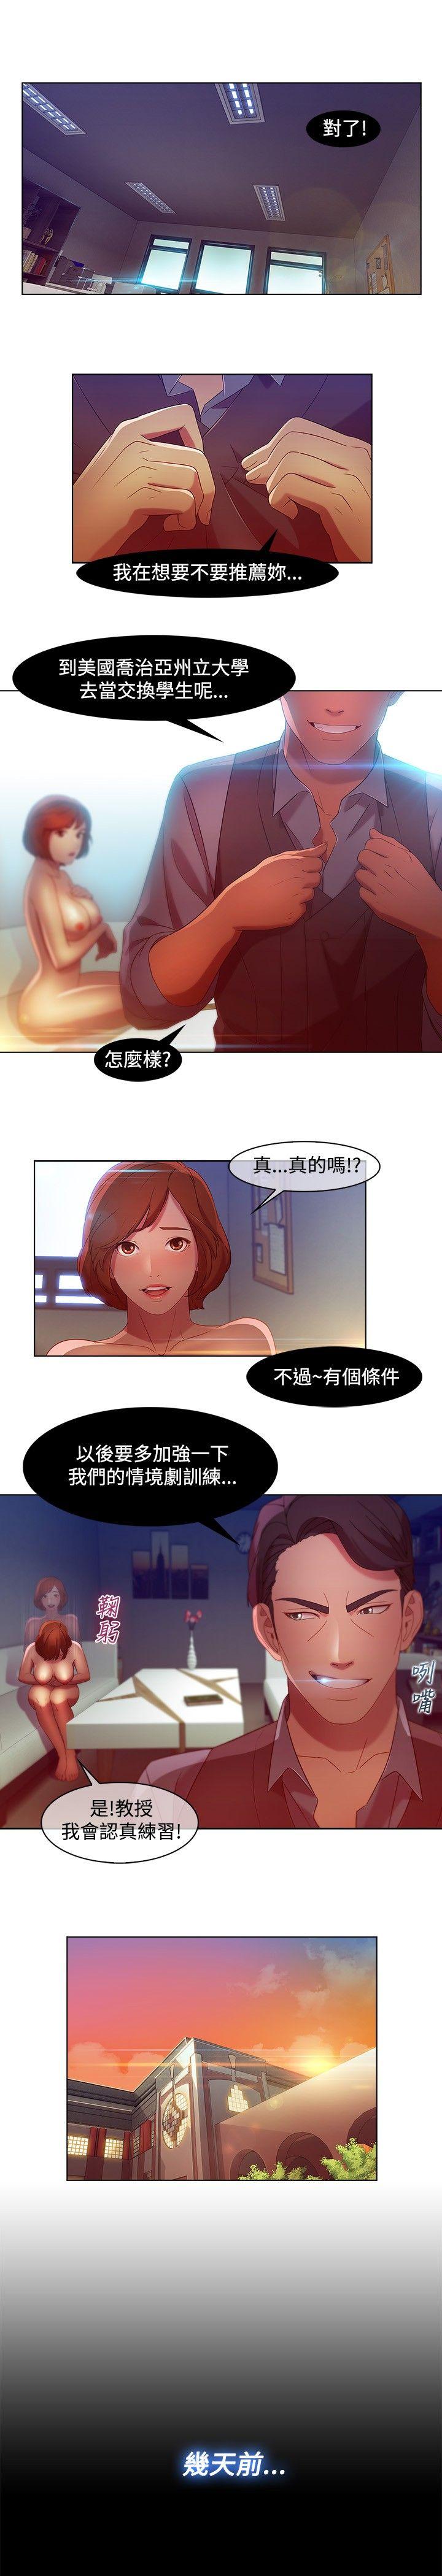 對了!
我在想要不要推薦妳...
到美國喬治亞州立大學
去當交換學生呢...
怎麼樣?
真...真的嗎!?
不過~有個條件
以後要多加強一下
我們的情境劇訓練...
鞠躬
咧嘴
是!教授
我會認真練習!
幾天前...